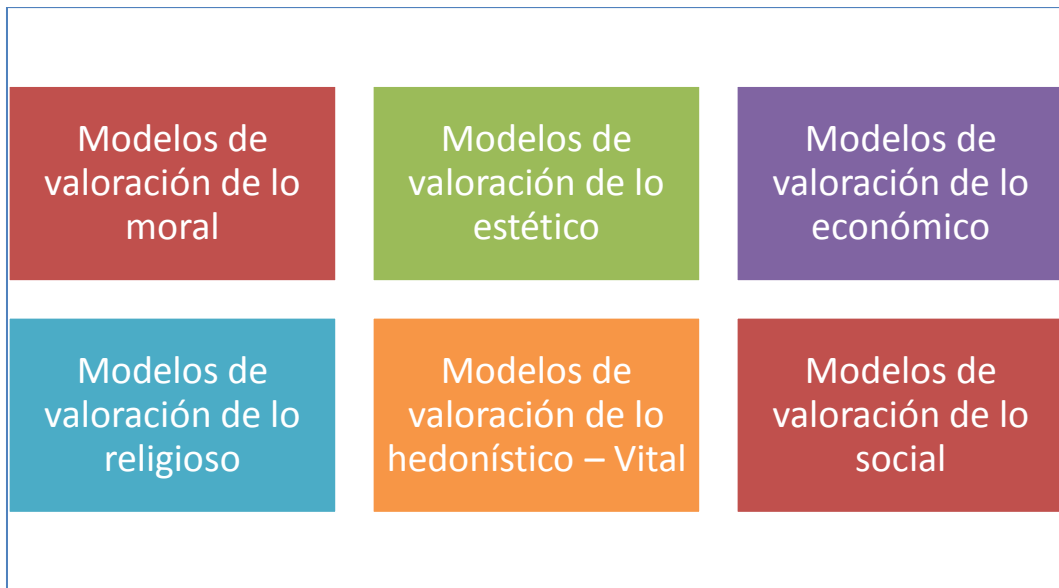 Modelos de
valoración de lo
moral
Modelos de
valoración de lo
estético
Modelos de
valoración de lo
económico
Modelos de
valoración de lo
religioso
Modelos de
valoración de lo
hedonístico – Vital
Modelos de
valoración de lo
social